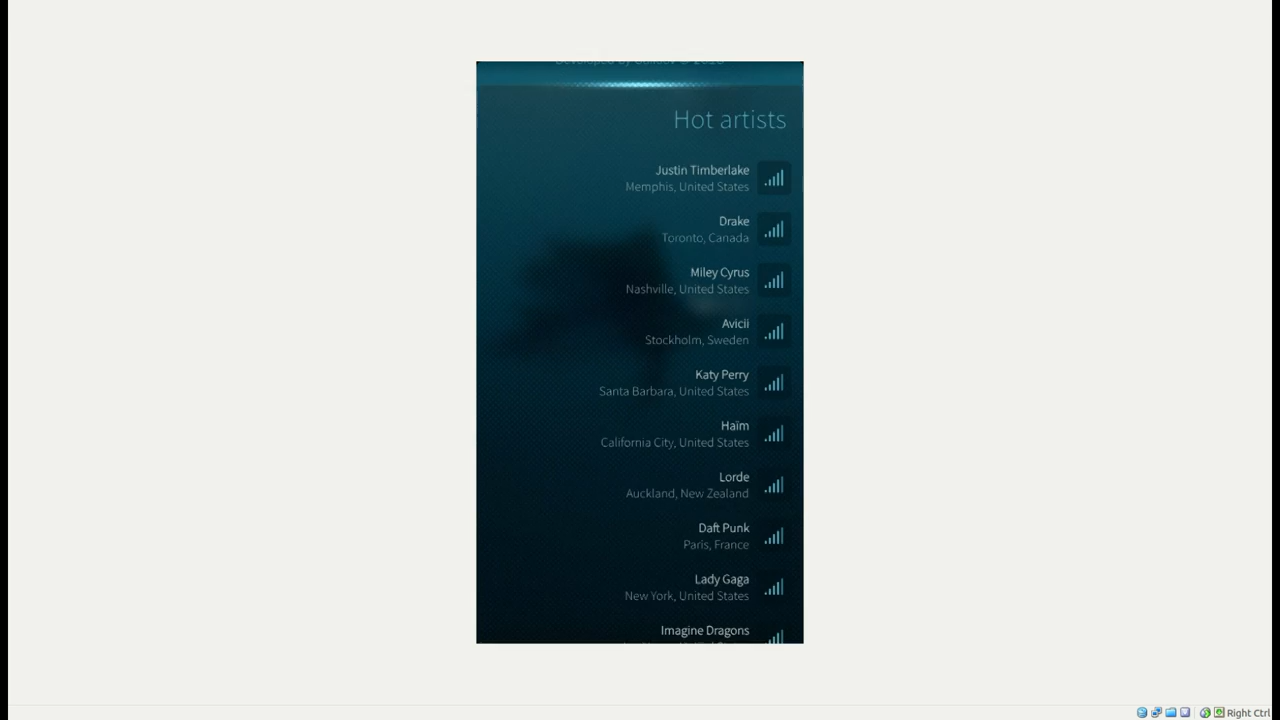 Hot artists
Justin Timberlake
Memphis, United States
Drake
Toronto, Canada
Miley Cyrus
Nashville, United States
Avicii
Stockholm, Sweden
Katy Perry
Santa Barbara, United States
Haïm
California City, United States
Lorde
Auckland, New Zealand
Daft Punk
Paris, France
Lady Gaga
New York, United States
Imagine Dragons
Right Ctrl